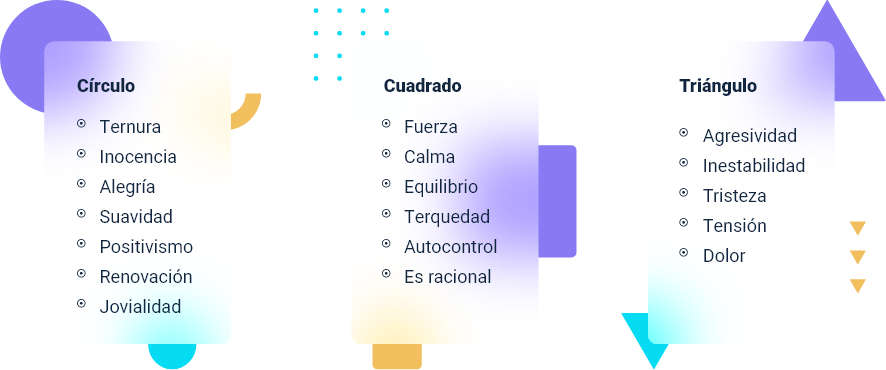 Círculo
Ternura
Inocencia
Alegría
Suavidad
Positivismo
Renovación
Jovialidad
Cuadrado
Fuerza
Calma
Equilibrio
Terquedad
Autocontrol
Es racional
Triángulo
Agresividad
Inestabilidad
Tristeza
Tensión
Dolor